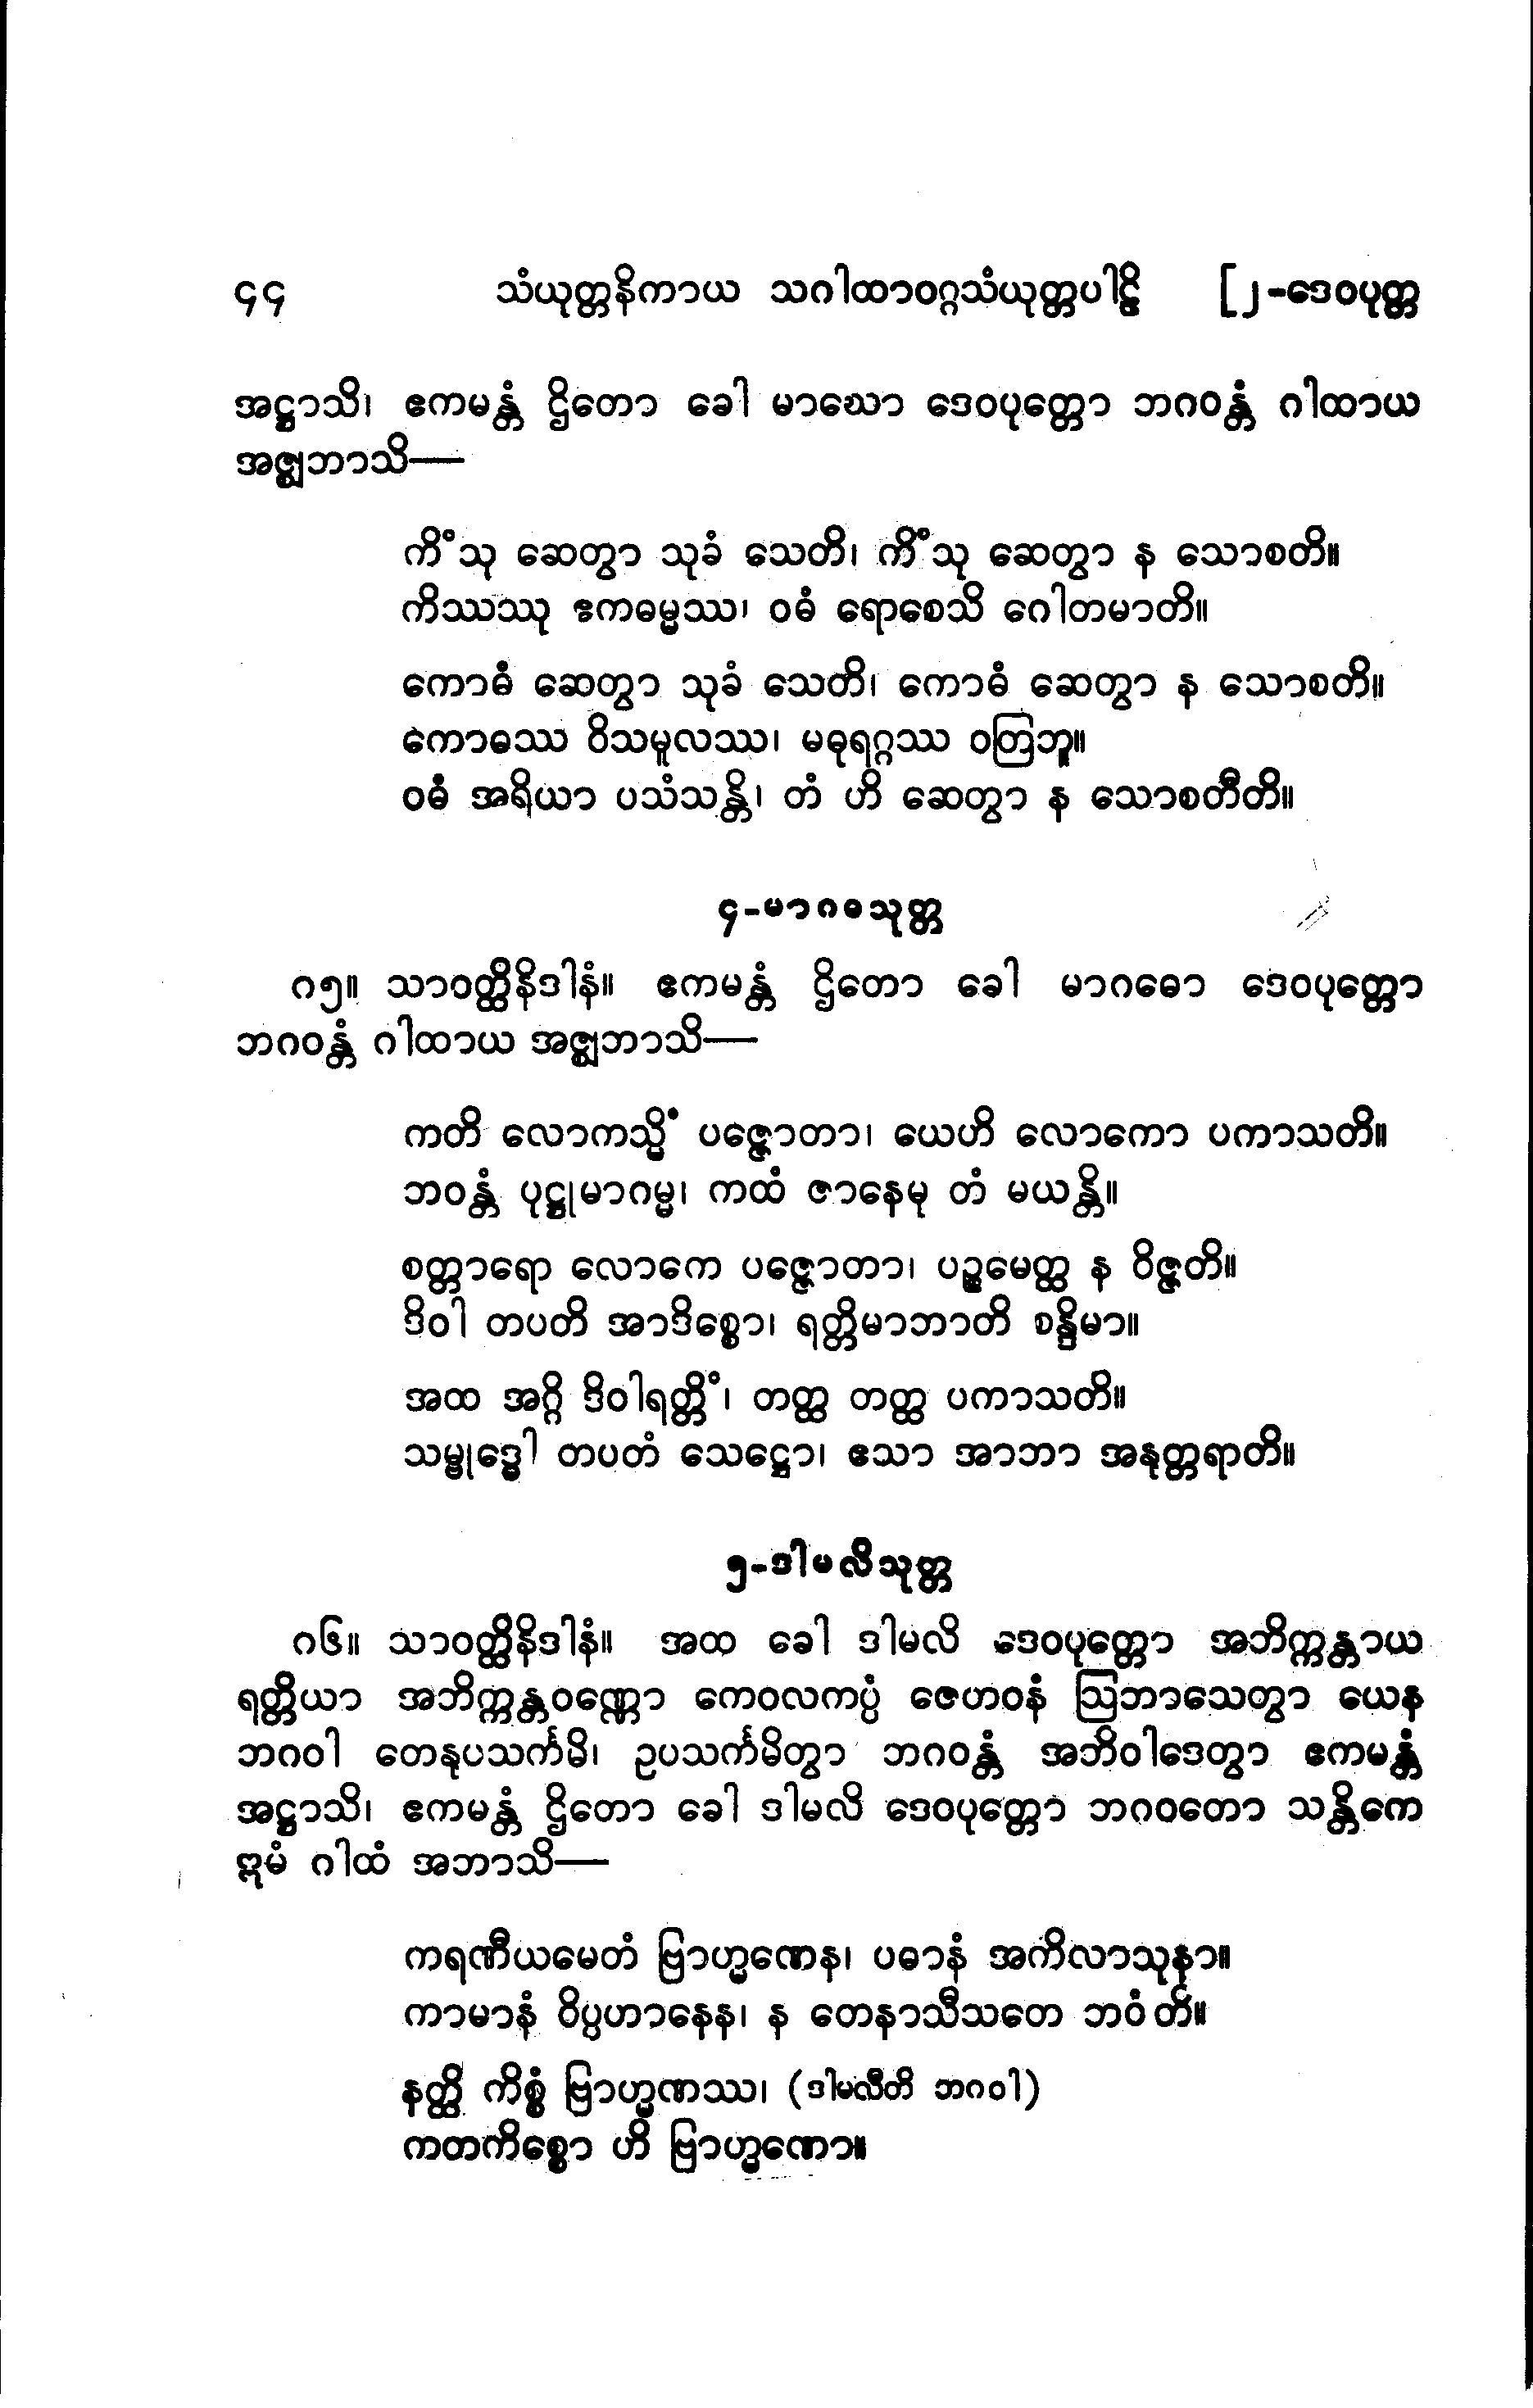 ၄၄ သံယုတ္တနိကာယ သဂါထာဝဂ္ဂသံယုတ္တပါဠိ [၂-ဒေဝပုတ္တ
အဋ္ဌာသိ၊ ဧကမန္တံ ဌိတော ခေါ မာဃော ဒေဝပုတ္တော ဘဂဝန္တံ ဂါထာယ
အဇ္ဈဘာသိ—
ကိံသု ဆေတွာ သုခံ သေတိ၊ ကိံသု ဆေတွာ န သောစတိ။
ကိဿဿု ဧကဓမ္မဿ၊ ဝဓံ ရောစေသိ ဂေါတမာတိ။
ကောဓံ ဆေတွာ သုခံ သေတိ၊ ကောဓံ ဆေတွာ န သောစတိ။
ကောဓဿ ဝိသမူလဿ၊ မဓုရဂ္ဂဿ ဝတြဘူ။
ဝဓံ အရိယာ ပသံသန္တိ၊ တံ ဟိ ဆေတွာ န သောစတီတိ။
၄-မာဂဓသုတ္တ
၈၅။ သာဝတ္ထိနိဒါနံ။ ဧကမန္တံ ဌိတော ခေါ မာဂဓော ဒေဝပုတ္တော
ဘဂဝန္တံ ဂါထာယ အဇ္ဈဘာသိ—
ကတိ လောကသ္မိံ ပဇ္ဇောတာ၊ ယေဟိ လောကော ပကာသတိ။
ဘဝန္တံ ပုဋ္ဌုမာဂမ္မ၊ ကထံ ဇာနေမု တံ မယန္တိ။
စတ္တာရော လောကေ ပဇ္ဇောတာ၊ ပဉ္စမေတ္ထ န ဝိဇ္ဇတိ။
ဒိဝါ တပတိ အာဒိစ္စော၊ ရတ္တိမာဘာတိ စန္ဒိမာ။
အထ အဂ္ဂိ ဒိဝါရတ္တိံ၊ တတ္ထ တတ္ထ ပကာသတိ။
သမ္ဗုဒ္ဓေါ တပတံ သေဋ္ဌော၊ ဧသာ အာဘာ အနုတ္တရာတိ။
၅-ဒါမလိသုတ္တ
၈၆။ သာဝတ္ထိနိဒါနံ။ အထ ခေါ ဒါမလိ ဒေဝပုတ္တော အဘိက္ကန္တာယ
ရတ္တိယာ အဘိက္ကန္တဝဏ္ဏော ကေဝလကပ္ပံ ဇေတဝနံ ဩဘာသေတွာ ယေန
ဘဂဝါ တေနုပသင်္ကမိ၊ ဥပသင်္ကမိတွာ ဘဂဝန္တံ အဘိဝါဒေတွာ ဧကမန္တံ
အဋ္ဌာသိ၊ ဧကမန္တံ ဌိတော ခေါ ဒါမလိ ဒေဝပုတ္တော ဘဂဝတော သန္တိကေ
ဣမံ ဂါထံ အဘာသိ—
ကရဏီယမေတံ ဗြာဟ္မဏေန၊ ပဓာနံ အကိလာသုနာ။
ကာမာနံ ဝိပ္ပဟာနေန၊ န တေနာသီသတေ ဘဝံ တိ။
နတ္ထိ ကိစ္စံ ဗြာဟ္မဏဿ၊ (ဒါမလီတိ ဘဂဝါ)
ကတကိစ္စော ဟိ ဗြာဟ္မဏော။